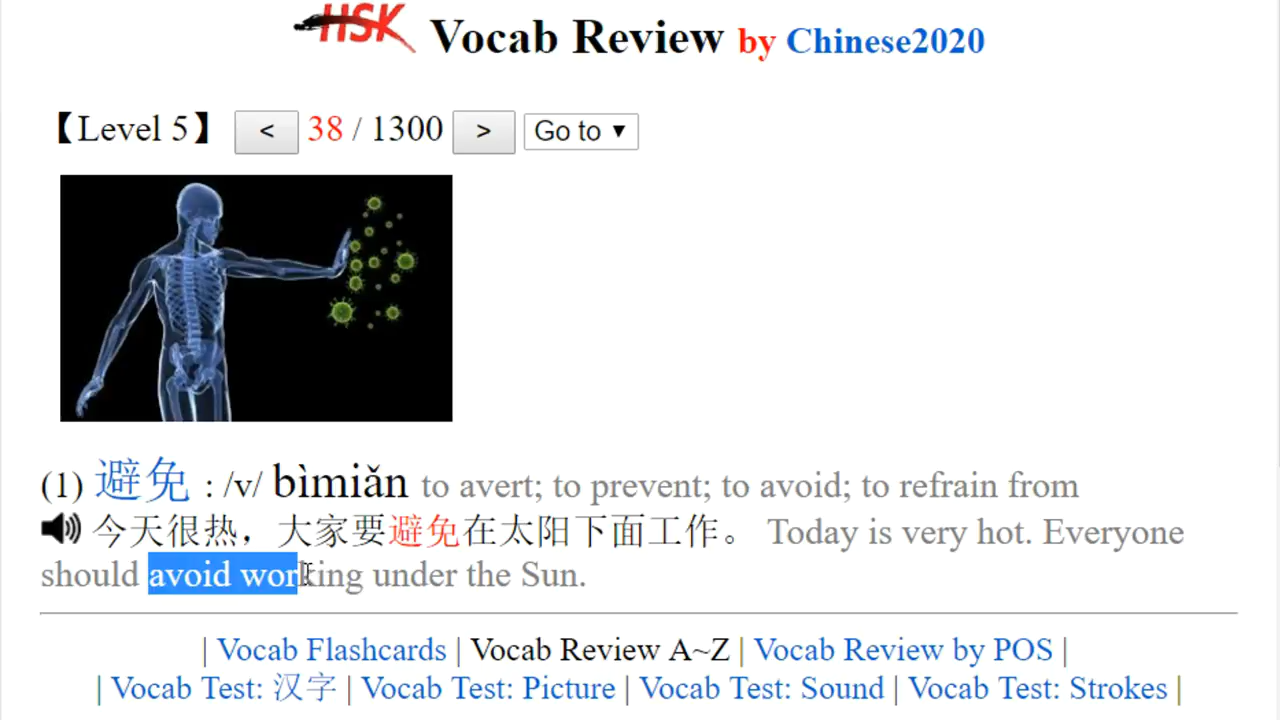 HSK Vocab Review by Chinese2020
【Level 5】 < 38 / 1300 > Go to ▼
(1) 避免 : /v/ bìmiǎn to avert; to prevent; to avoid; to refrain from
今天很热，大家要避免在太阳下面工作。 Today is very hot. Everyone
should avoid working under the Sun.
| Vocab Flashcards | Vocab Review A~Z | Vocab Review by POS |
| Vocab Test: 汉字 | Vocab Test: Picture | Vocab Test: Sound | Vocab Test: Strokes |